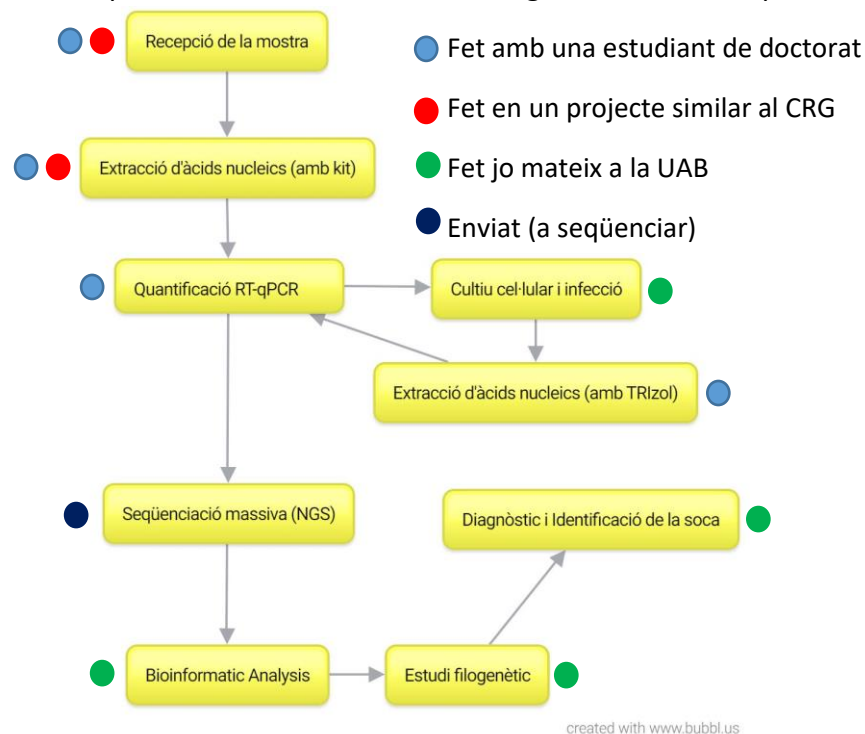 Recepció de la mostra
Fet amb una estudiant de doctorat
Fet en un projecte similar al CRG
Extracció d'àcids nucleics (amb kit)
Fet jo mateix a la UAB
Enviat (a seqüenciar)
Quantificació RT-qPCR
Cultiu cel·lular i infecció
Extracció d'àcids nucleics (amb TRIzol)
Seqüenciació massiva (NGS)
Diagnòstic i Identificació de la soca
Bioinformatic Analysis
Estudi filogenètic
created with www.bubbl.us